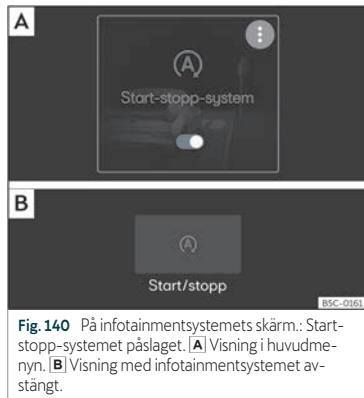 A
Start-stopp-system
B
Start/stopp
B5C-0161
Fig. 140 På infotainmentsystemets skärm.: Start-
stopp-systemet påslaget. A Visning i huvudme-
nyn. B Visning med infotainmentsystemet av-
stängt.